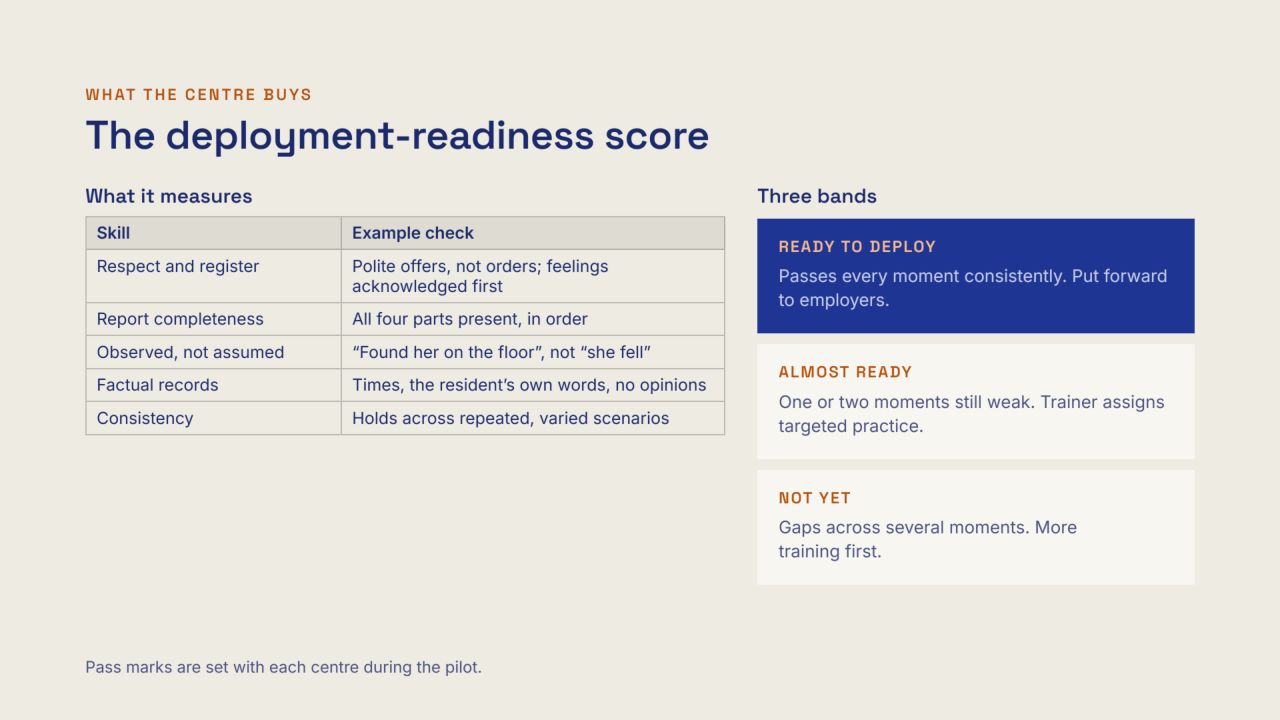 WHAT THE CENTRE BUYS
The deployment-readiness score
What it measures
Skill Example check
Respect and register Polite offers, not orders; feelings
acknowledged first
Report completeness All four parts present, in order
Observed, not assumed “Found her on the floor”, not “she fell”
Factual records Times, the resident’s own words, no opinions
Consistency Holds across repeated, varied scenarios
Three bands
READY TO DEPLOY
Passes every moment consistently. Put forward
to employers.
ALMOST READY
One or two moments still weak. Trainer assigns
targeted practice.
NOT YET
Gaps across several moments. More
training first.
Pass marks are set with each centre during the pilot.